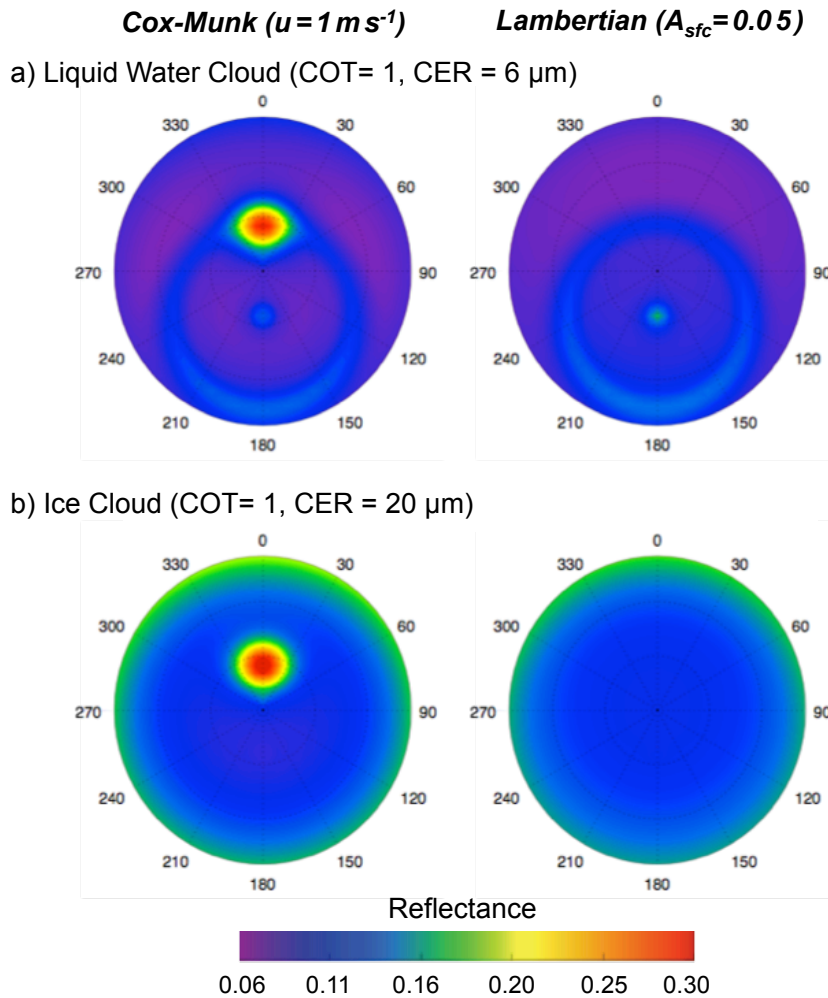 Cox-Munk (u = 1 m s-1) Lambertian (Asfc = 0.05)
a) Liquid Water Cloud (COT= 1, CER = 6 µm)
0 0
330 30 330 30
300 60 300 60
270 90 270 90
240 120 240 120
210 150 210 150
180 180
b) Ice Cloud (COT= 1, CER = 20 µm)
0 0
330 30 330 30
300 60 300 60
270 90 270 90
240 120 240 120
210 150 210 150
180 180
Reflectance
0.06 0.11 0.16 0.20 0.25 0.30